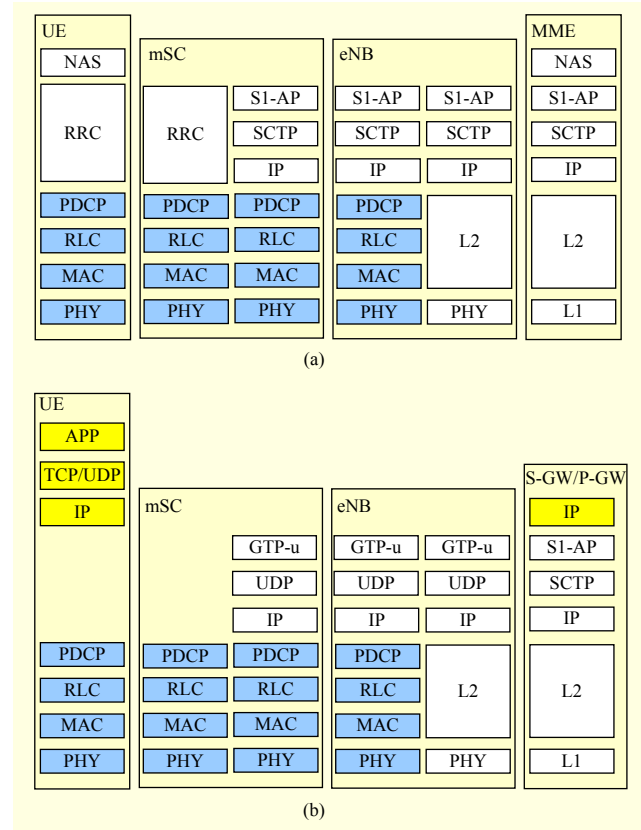 UE MME
NAS mSC eNB NAS
S1-AP S1-AP S1-AP S1-AP
RRC RRC SCTP SCTP SCTP SCTP
IP IP IP IP
PDCP PDCP PDCP PDCP
RLC RLC RLC RLC L2 L2
MAC MAC MAC MAC
PHY PHY PHY PHY PHY L1
(a)
UE
APP
TCP/UDP S-GW/P-GW
IP mSC eNB IP
GTP-u GTP-u GTP-u S1-AP
UDP UDP UDP SCTP
IP IP IP IP
PDCP PDCP PDCP PDCP
RLC RLC RLC RLC L2 L2
MAC MAC MAC MAC
PHY PHY PHY PHY PHY L1
(b)